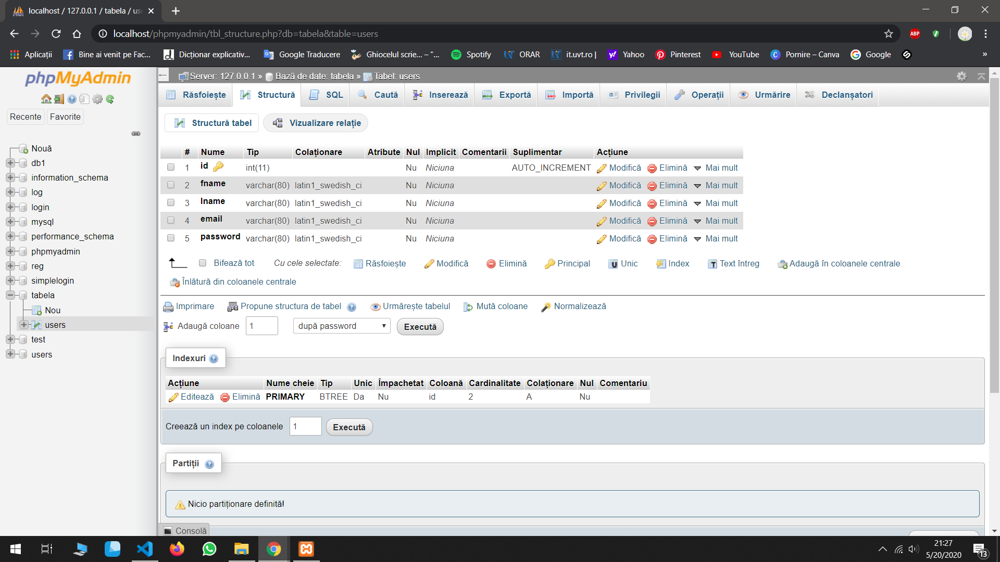 localhost / 127.0.0.1 / tabela / us
localhost/phpmyadmin/tbl_structure.php?db=tabela&table=users
ABP
Aplicații
Bine ai venit pe Fac...
Dicționar explicativ...
Google Traducere
Ghiocelul scrie... – "...
Spotify
ORAR
it.uvt.ro |
Yahoo
Pinterest
YouTube
Pornire – Canva
Google
»
phpMyAdmin
Recente
Favorite
Nouă
db1
information_schema
log
login
mysql
performance_schema
phpmyadmin
reg
simplelogin
tabela
Nou
users
test
users
Server: 127.0.0.1 » Bază de date: tabela » Tabel: users
Răsfoiește Structură SQL Caută Inserează Exportă Importă Privilegii Operații Urmărire Declanșatori
Structură tabel Vizualizare relație
# Nume Tip Colaționare Atribute Nul Implicit Comentarii Suplimentar Acțiune
1 id int(11) Nu Niciuna AUTO_INCREMENT Modifică Elimină Mai mult
2 fname varchar(80) latin1_swedish_ci Nu Niciuna Modifică Elimină Mai mult
3 lname varchar(80) latin1_swedish_ci Nu Niciuna Modifică Elimină Mai mult
4 email varchar(80) latin1_swedish_ci Nu Niciuna Modifică Elimină Mai mult
5 password varchar(80) latin1_swedish_ci Nu Niciuna Modifică Elimină Mai mult
Bifează tot Cu cele selectate: Răsfoiește Modifică Elimină Principal Unic Index Text întreg Adaugă în coloanele centrale
Înlătură din coloanele centrale
Imprimare Propune structura de tabel Urmărește tabelul Mută coloane Normalizează
Adaugă coloane 1 după password Execută
Indexuri
Acțiune Nume cheie Tip Unic Împachetat Coloană Cardinalitate Colaționare Nul Comentariu
Editează Elimină PRIMARY BTREE Da Nu id 2 A Nu
Creează un index pe coloanele 1 Execută
Partiții
Nicio partiționare definită!
Consolă
21:27
5/20/2020
13